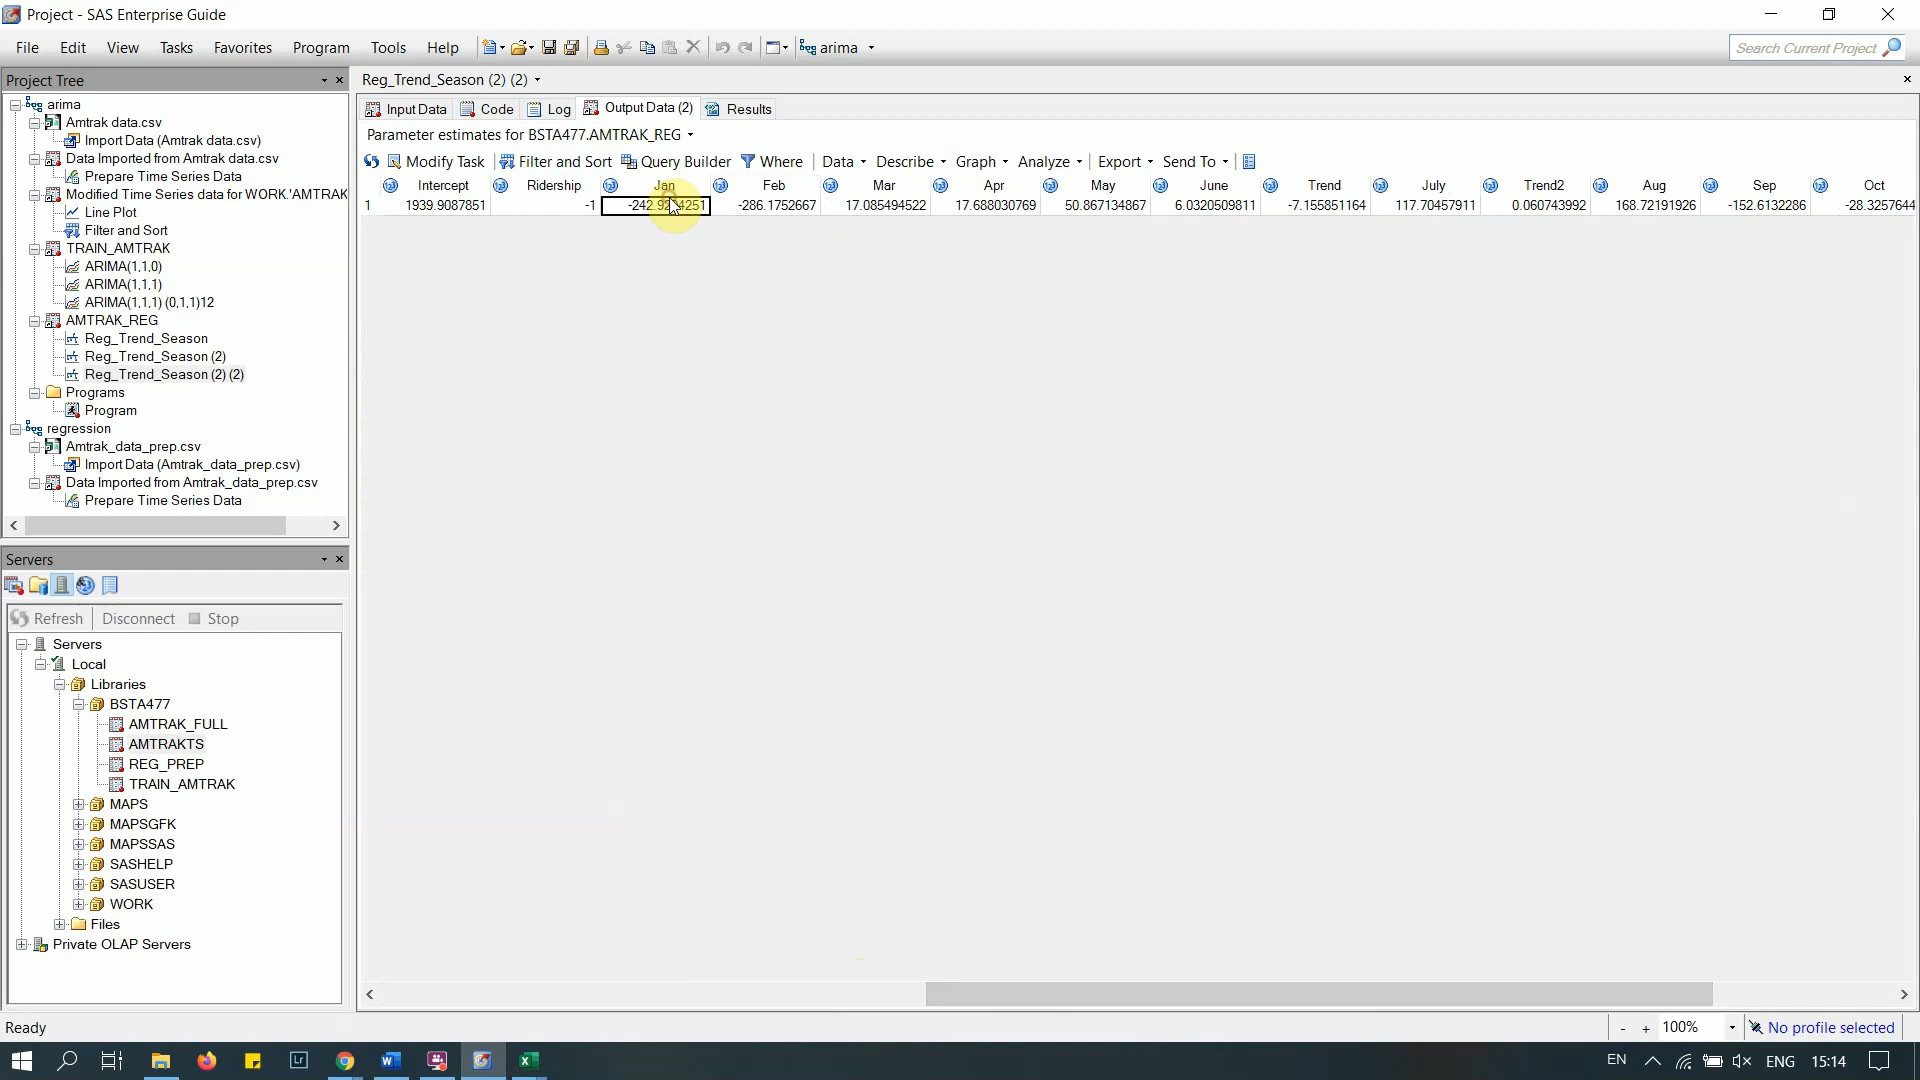 Project - SAS Enterprise Guide
File Edit View Tasks Favorites Program Tools Help arima Search Current Project
Project Tree
arima
Amtrak data.csv
Import Data (Amtrak data.csv)
Data Imported from Amtrak data.csv
Prepare Time Series Data
Modified Time Series data for WORK.'AMTRAK
Line Plot
Filter and Sort
TRAIN_AMTRAK
ARIMA(1,1,0)
ARIMA(1,1,1)
ARIMA(1,1,1) (0,1,1)12
AMTRAK_REG
Reg_Trend_Season
Reg_Trend_Season (2)
Reg_Trend_Season (2) (2)
Programs
Program
regression
Amtrak_data_prep.csv
Import Data (Amtrak_data_prep.csv)
Data Imported from Amtrak_data_prep.csv
Prepare Time Series Data
Servers
Refresh Disconnect Stop
Servers
Local
Libraries
BSTA477
AMTRAK_FULL
AMTRAKTS
REG_PREP
TRAIN_AMTRAK
MAPS
MAPSGFK
MAPSSAS
SASHELP
SASUSER
WORK
Files
Private OLAP Servers
Reg_Trend_Season (2) (2)
Input Data Code Log Output Data (2) Results
Parameter estimates for BSTA477.AMTRAK_REG
Modify Task Filter and Sort Query Builder Where Data Describe Graph Analyze Export Send To
Intercept Ridership Jan Feb Mar Apr May June Trend July Trend2 Aug Sep Oct
1 1939.9087851 -1 -286.1752667 17.085494522 17.688030769 50.867134867 6.0320509811 -7.155851164 117.70457911 0.060743992 168.72191926 -152.6132286 -28.3257644
Ready - + 100% No profile selected
Lr EN ENG 15:14